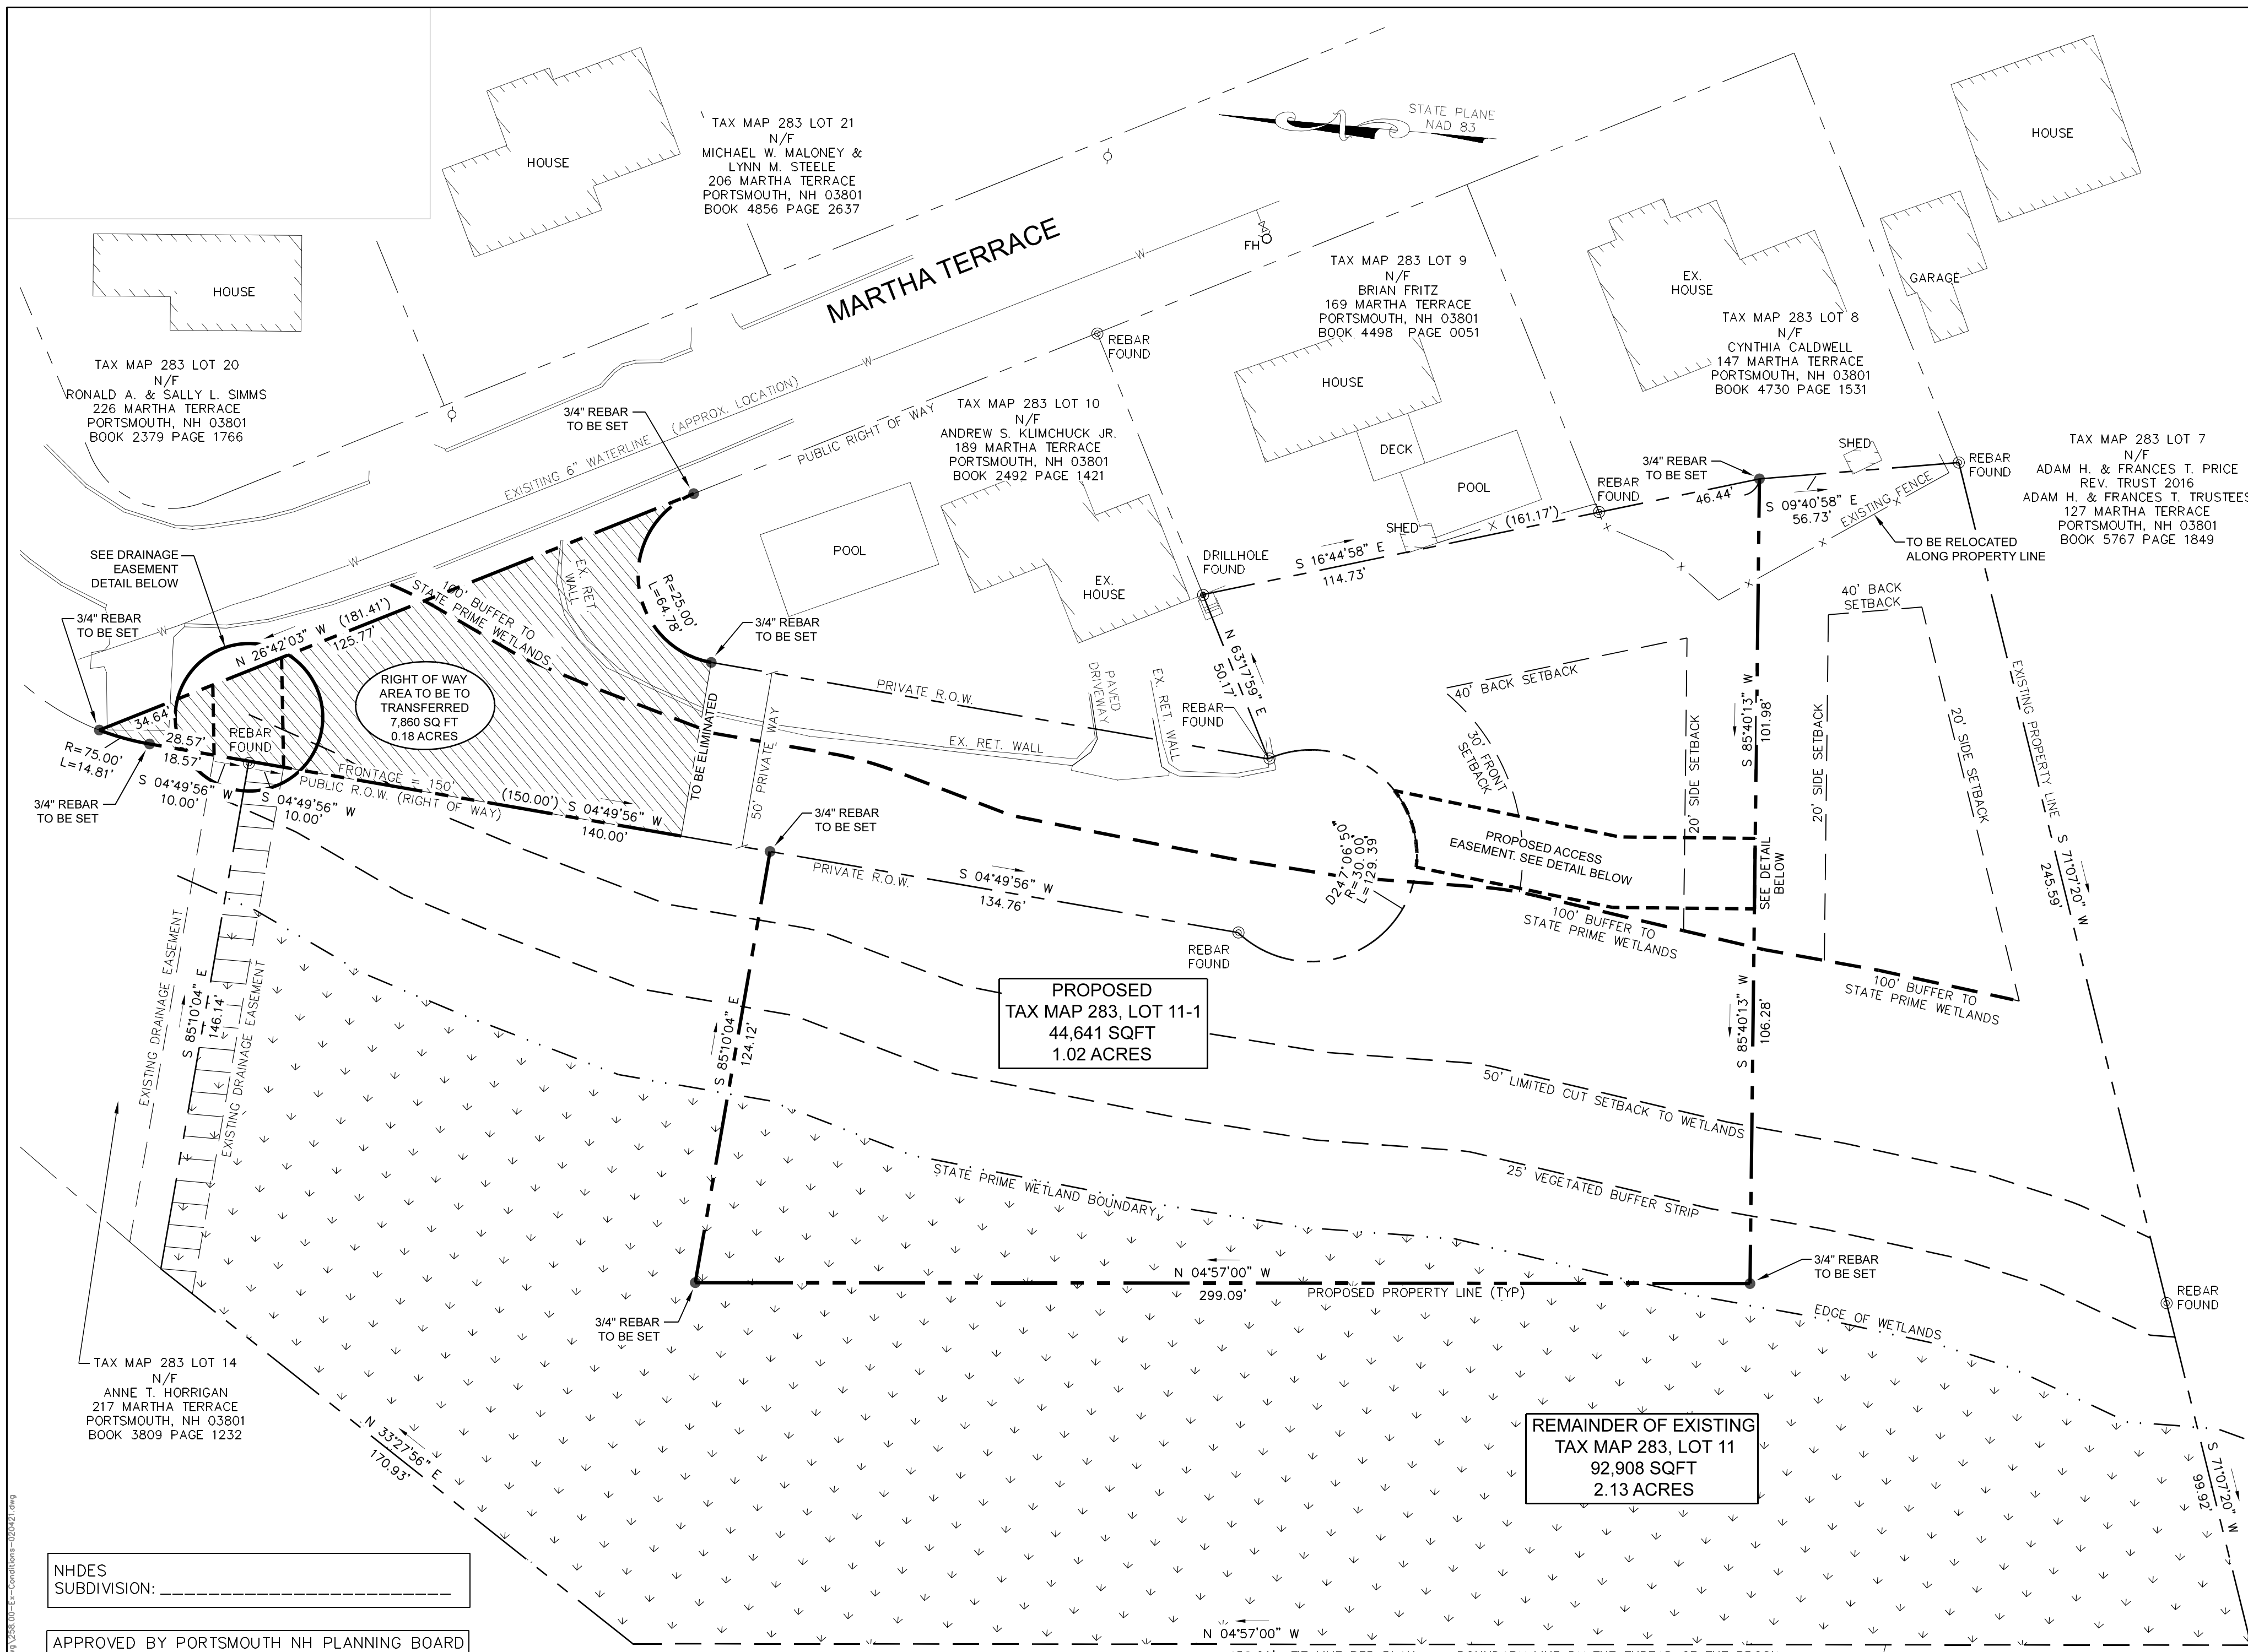 HOUSE
TAX MAP 283 LOT 21
N/F
MICHAEL W. MALONEY &
LYNN M. STEELE
206 MARTHA TERRACE
PORTSMOUTH, NH 03801
BOOK 4856 PAGE 2637
STATE PLANE
NAD 83
HOUSE
HOUSE
TAX MAP 283 LOT 20
N/F
RONALD A. & SALLY L. SIMMS
226 MARTHA TERRACE
PORTSMOUTH, NH 03801
BOOK 2379 PAGE 1766
MARTHA TERRACE
W
W
W
W
FH
TAX MAP 283 LOT 9
N/F
BRIAN FRITZ
169 MARTHA TERRACE
PORTSMOUTH, NH 03801
BOOK 4498 PAGE 0051
EX.
HOUSE
GARAGE
TAX MAP 283 LOT 8
N/F
CYNTHIA CALDWELL
147 MARTHA TERRACE
PORTSMOUTH, NH 03801
BOOK 4730 PAGE 1531
REBAR
FOUND
HOUSE
DECK
POOL
SHED
3/4" REBAR
TO BE SET
EXISITING 6" WATERLINE (APPROX. LOCATION)
PUBLIC RIGHT OF WAY
TAX MAP 283 LOT 10
N/F
ANDREW S. KLIMCHUCK JR.
189 MARTHA TERRACE
PORTSMOUTH, NH 03801
BOOK 2492 PAGE 1421
POOL
EX.
HOUSE
DRILLHOLE
FOUND
S 16°44'58" E
114.73'
(161.17')
REBAR
FOUND
46.44'
3/4" REBAR
TO BE SET
SHED
S 09°40'58" E
56.73'
EXISTING FENCE
REBAR
FOUND
TO BE RELOCATED
ALONG PROPERTY LINE
TAX MAP 283 LOT 7
N/F
ADAM H. & FRANCES T. PRICE
REV. TRUST 2016
ADAM H. & FRANCES T. TRUSTEES
127 MARTHA TERRACE
PORTSMOUTH, NH 03801
BOOK 5767 PAGE 1849
SEE DRAINAGE
EASEMENT
DETAIL BELOW
3/4" REBAR
TO BE SET
N 26°42'03" W (181.41')
125.77'
100' BUFFER TO
STATE PRIME WETLANDS
EX. RET.
WALL
R=25.00'
L=64.78'
3/4" REBAR
TO BE SET
RIGHT OF WAY
AREA TO BE TO
TRANSFERRED
7,860 SQ FT
0.18 ACRES
34.64'
28.57'
18.57'
R=75.00'
L=14.81'
REBAR
FOUND
S 04°49'56" W
10.00'
S 04°49'56" W
10.00'
3/4" REBAR
TO BE SET
FRONTAGE = 150'
PUBLIC R.O.W. (RIGHT OF WAY)
(150.00') S 04°49'56" W
140.00'
TO BE ELIMINATED
50' PRIVATE WAY
PRIVATE R.O.W.
EX. RET. WALL
PAVED
DRIVEWAY
EX. RET. WALL
N 63°17'59" E
50.17'
REBAR
FOUND
3/4" REBAR
TO BE SET
PRIVATE R.O.W.
S 04°49'56" W
134.76'
REBAR
FOUND
D247°06'50"
R=30.00'
L=129.39'
40' BACK SETBACK
30' FRONT
SETBACK
20' SIDE SETBACK
S 85°40'13" W
101.98'
20' SIDE SETBACK
40' BACK
SETBACK
20' SIDE SETBACK
EXISTING PROPERTY LINE S 71°07'20" W
245.59'
PROPOSED ACCESS
EASEMENT. SEE DETAIL BELOW
SEE DETAIL
BELOW
100' BUFFER TO
STATE PRIME WETLANDS
100' BUFFER TO
STATE PRIME WETLANDS
EXISTING DRAINAGE EASEMENT
S 85°10'04" E
146.14'
EXISTING DRAINAGE EASEMENT
S 85°10'04" E
124.12'
PROPOSED
TAX MAP 283, LOT 11-1
44,641 SQFT
1.02 ACRES
S 85°40'13" W
106.28'
50' LIMITED CUT SETBACK TO WETLANDS
25' VEGETATED BUFFER STRIP
STATE PRIME WETLAND BOUNDARY
N 04°57'00" W
299.09'
PROPOSED PROPERTY LINE (TYP)
3/4" REBAR
TO BE SET
3/4" REBAR
TO BE SET
EDGE OF WETLANDS
REBAR
FOUND
TAX MAP 283 LOT 14
N/F
ANNE T. HORRIGAN
217 MARTHA TERRACE
PORTSMOUTH, NH 03801
BOOK 3809 PAGE 1232
N 33°27'56" E
170.93'
REMAINDER OF EXISTING
TAX MAP 283, LOT 11
92,908 SQFT
2.13 ACRES
S 71°07'20" W
99.92'
NHDES
SUBDIVISION:
APPROVED BY PORTSMOUTH NH PLANNING BOARD
N 04°57'00" W